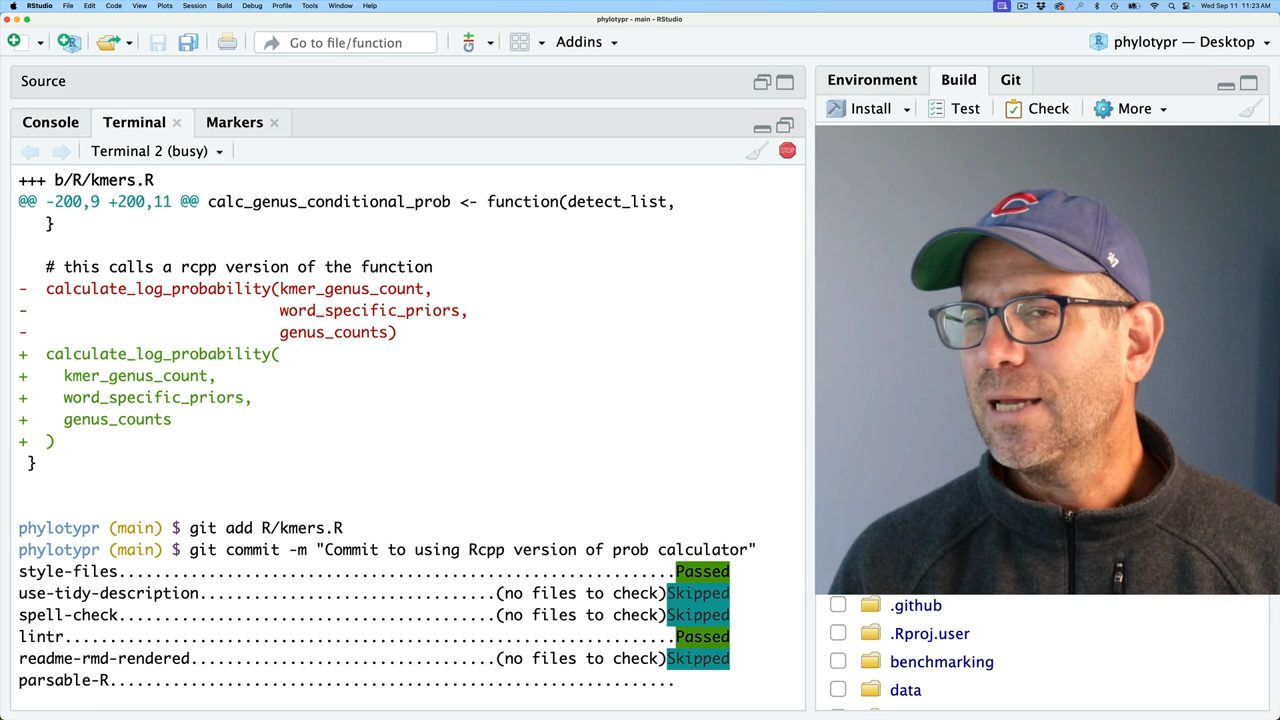 RStudio File Edit Code View Plots Session Build Debug Profile Tools Window Help Wed Sep 11 11:23 AM
phylotypr - main - RStudio
Go to file/function Addins phylotypr — Desktop
Source
Environment Build Git
Console Terminal Markers
Install Test Check More
Terminal 2 (busy) STOP
+++ b/R/kmers.R
@@ -200,9 +200,11 @@ calc_genus_conditional_prob <- function(detect_list,
}
# this calls a rcpp version of the function
- calculate_log_probability(kmer_genus_count,
- word_specific_priors,
- genus_counts)
+ calculate_log_probability(
+ kmer_genus_count,
+ word_specific_priors,
+ genus_counts
+ )
}
phylotypr (main) $ git add R/kmers.R
phylotypr (main) $ git commit -m "Commit to using Rcpp version of prob calculator"
style-files..............................................................Passed
use-tidy-description.................................(no files to check)Skipped
spell-check..........................................(no files to check)Skipped
lintr....................................................................Passed
readme-rmd-rendered..................................(no files to check)Skipped
parsable-R...............................................................
.github
.Rproj.user
benchmarking
data